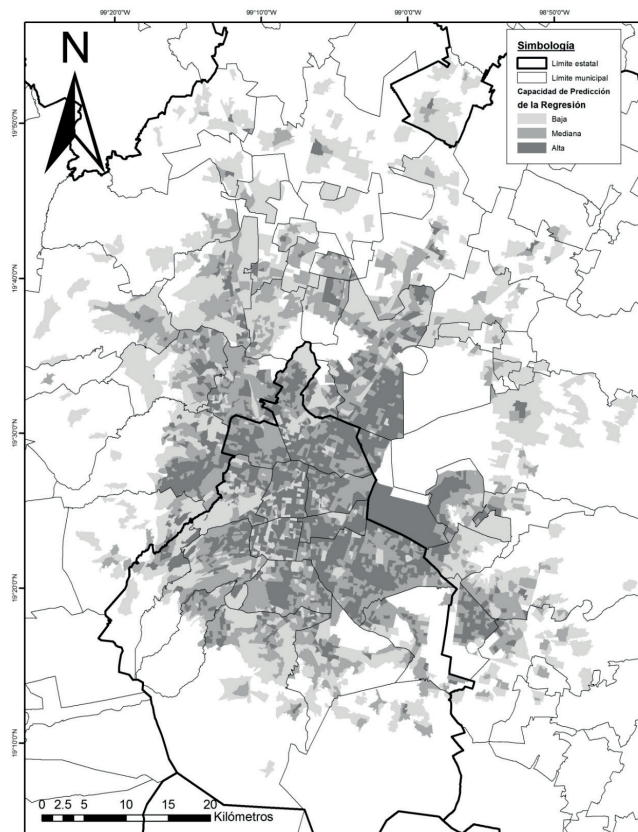 99°20'0"W
99°10'0"W
99°0'0"W
98°50'0"W
N
Simbología
Límite estatal
Límite municipal
Capacidad de Predicción
de la Regresión
Baja
Mediana
Alta
19°50'0"N
19°40'0"N
19°30'0"N
19°20'0"N
19°10'0"N
0 2.5 5 10 15 20
Kilómetros